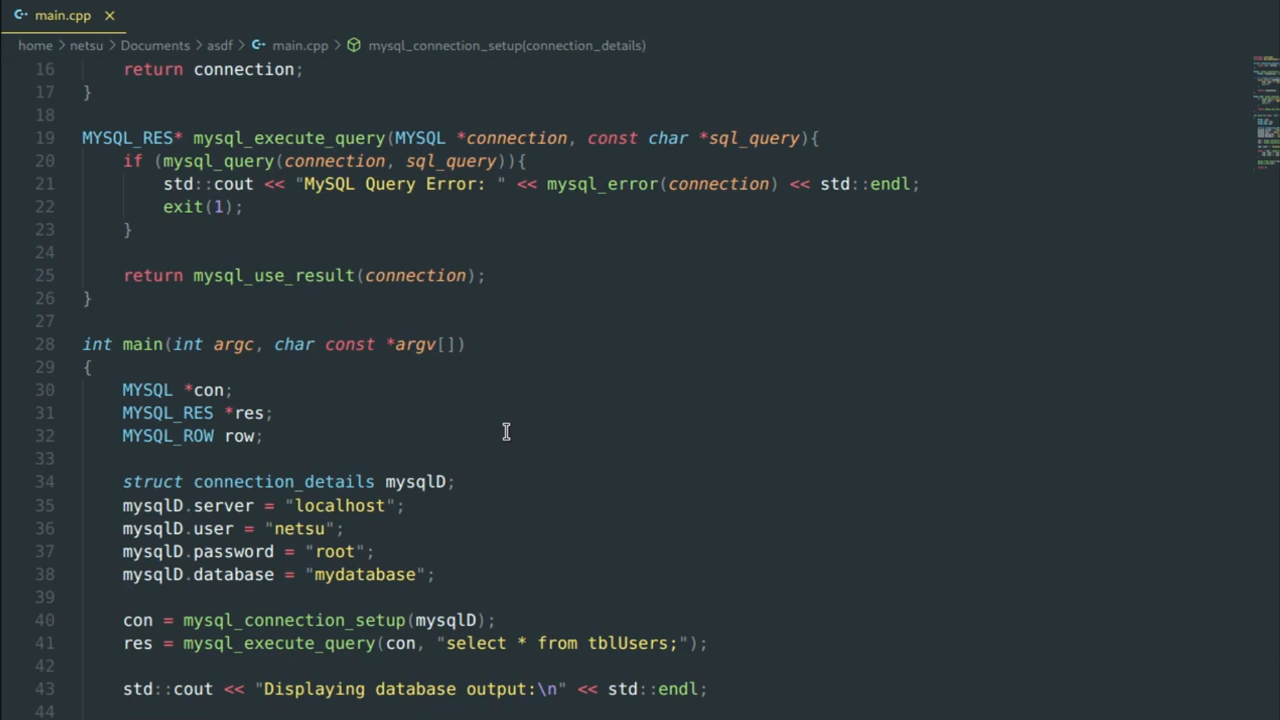 main.cpp
home > netsu > Documents > asdf > main.cpp > mysql_connection_setup(connection_details)
16     return connection;
17 }
18
19 MYSQL_RES* mysql_execute_query(MYSQL *connection, const char *sql_query){
20     if (mysql_query(connection, sql_query)){
21         std::cout << "MySQL Query Error: " << mysql_error(connection) << std::endl;
22         exit(1);
23     }
24
25     return mysql_use_result(connection);
26 }
27
28 int main(int argc, char const *argv[])
29 {
30     MYSQL *con;
31     MYSQL_RES *res;
32     MYSQL_ROW row;
33
34     struct connection_details mysqlD;
35     mysqlD.server = "localhost";
36     mysqlD.user = "netsu";
37     mysqlD.password = "root";
38     mysqlD.database = "mydatabase";
39
40     con = mysql_connection_setup(mysqlD);
41     res = mysql_execute_query(con, "select * from tblUsers;");
42
43     std::cout << "Displaying database output:\n" << std::endl;
44